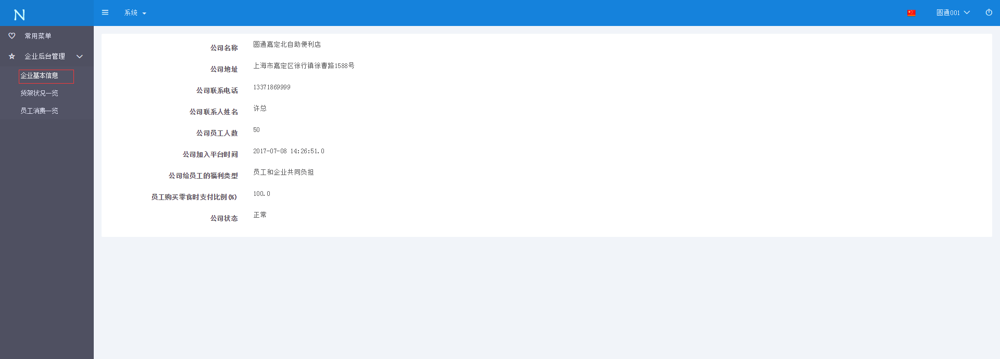 N 系统 圆通001
常用菜单
企业后台管理
企业基本信息
货架状况一览
员工消费一览
公司名称 圆通嘉定北自助便利店
公司地址 上海市嘉定区徐行镇徐曹路1588号
公司联系电话 13371869999
公司联系人姓名 许总
公司员工人数 50
公司加入平台时间 2017-07-08 14:26:51.0
公司给员工的福利类型 员工和企业共同负担
员工购买零食时支付比例(%) 100.0
公司状态 正常